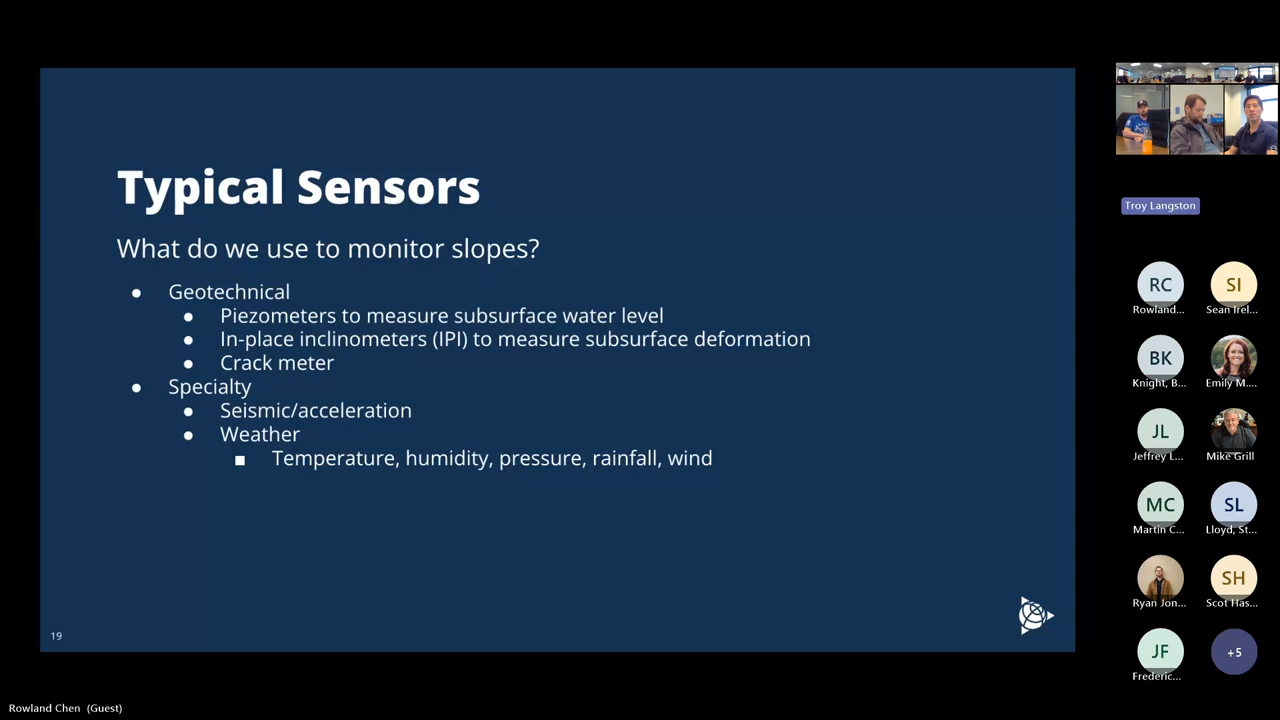 Typical Sensors
What do we use to monitor slopes?
Geotechnical
Piezometers to measure subsurface water level
In-place inclinometers (IPI) to measure subsurface deformation
Crack meter
Specialty
Seismic/acceleration
Weather
Temperature, humidity, pressure, rainfall, wind
19
Troy Langston
RC
SI
Rowland...
Sean Irel...
BK
Knight, B...
Emily M....
JL
Jeffrey L...
Mike Grill
MC
SL
Martin C...
Lloyd, St...
SH
Ryan Jon...
Scot Has...
JF
+5
Frederic...
Rowland Chen (Guest)